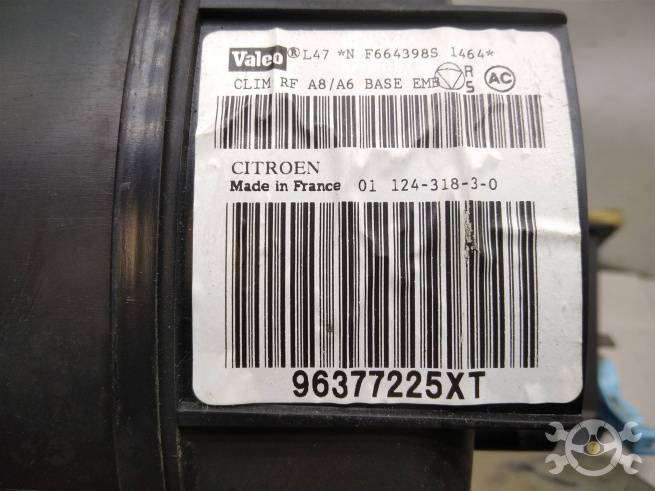 Valeo® L47 *N F664398S 1464*
CLIM RF A8/A6 BASE EMB R S AC
CITROEN
Made in France 01 124-318-3-0
96377225XT